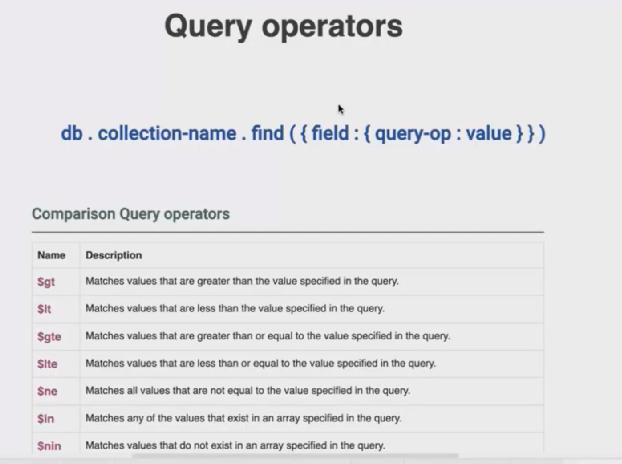 Query operators
db . collection-name . find ( { field : { query-op : value } } )
Comparison Query operators
Name Description
$gt Matches values that are greater than the value specified in the query.
$lt Matches values that are less than the value specified in the query.
$gte Matches values that are greater than or equal to the value specified in the query.
$lte Matches values that are less than or equal to the value specified in the query.
$ne Matches all values that are not equal to the value specified in the query.
$in Matches any of the values that exist in an array specified in the query.
$nin Matches values that do not exist in an array specified in the query.